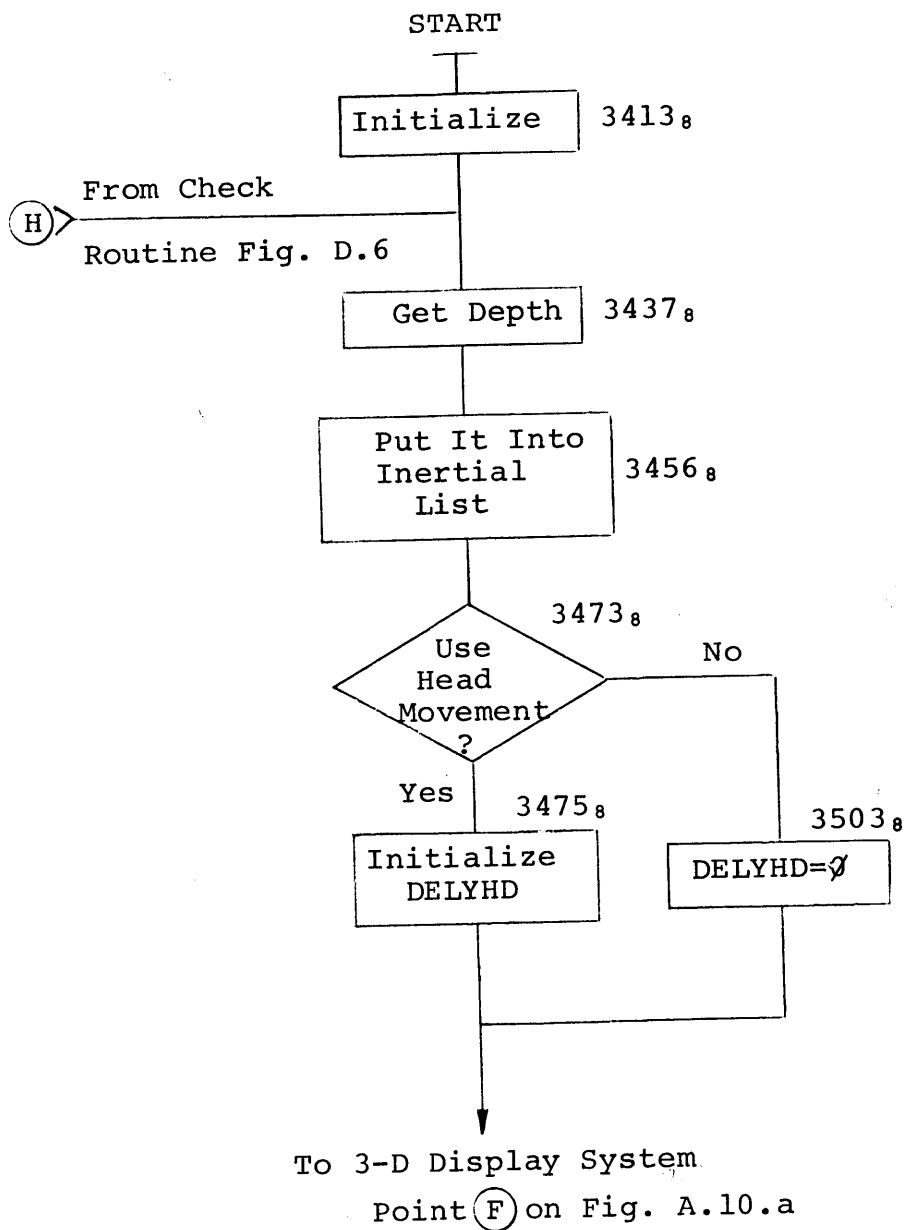 START
Initialize 3413₈
From Check
H
Routine Fig. D.6
Get Depth 3437₈
Put It Into
Inertial 3456₈
List
3473₈
Use
Head
Movement
?
No
Yes
3475₈
3503₈
Initialize
DELYHD
DELYHD=Ø
To 3-D Display System
Point F on Fig. A.10.a